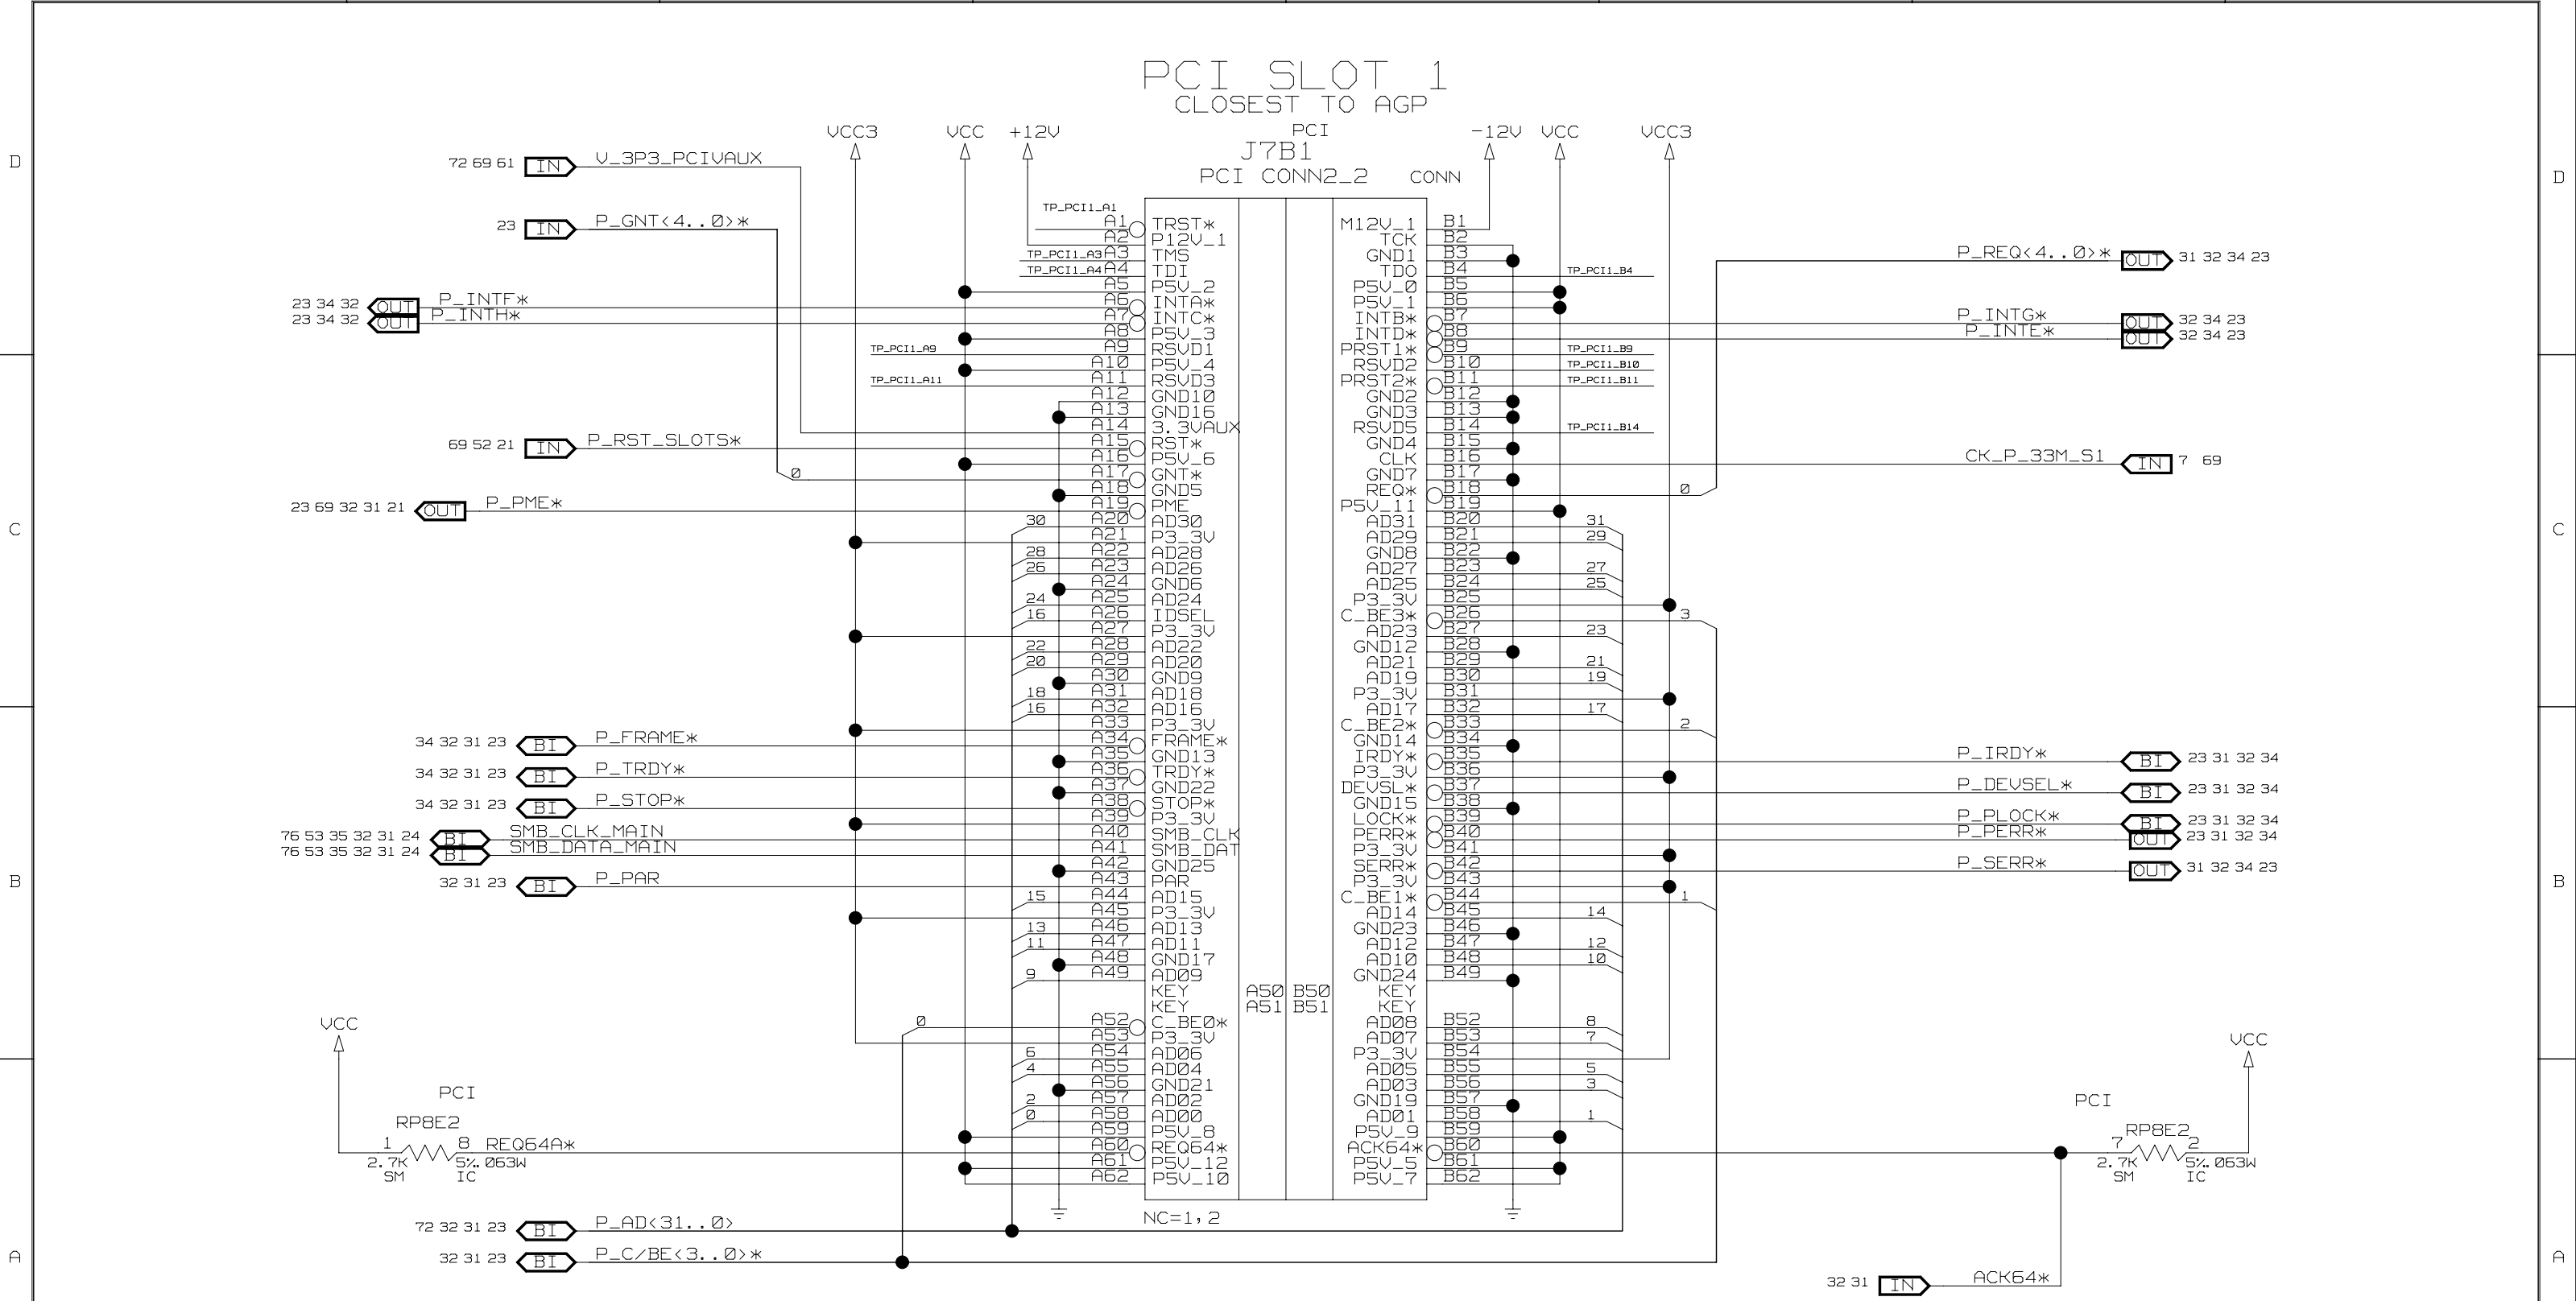 PCI SLOT 1
CLOSEST TO AGP
VCC3 VCC +12V PCI -12V VCC VCC3
J7B1
PCI CONN2_2 CONN
D D
72 69 61 IN V_3P3_PCIVAUX
23 IN P_GNT<4..0>*
TP_PCI1_A1
A1 TRST* M12V_1 B1
A2 P12V_1 TCK B2
TP_PCI1_A3 A3 TMS GND1 B3
P_REQ<4..0>* OUT 31 32 34 23
TP_PCI1_A4 A4 TDI TDO B4 TP_PCI1_B4
A5 P5V_2 P5V_0 B5
23 34 32 OUT P_INTF* A6 INTA* P5V_1 B6
23 34 32 OUT P_INTH* A7 INTC* INTB* B7 P_INTG* OUT 32 34 23
A8 P5V_3 INTD* B8 P_INTE* OUT 32 34 23
TP_PCI1_A9 A9 RSVD1 PRST1* B9 TP_PCI1_B9
A10 P5V_4 RSVD2 B10 TP_PCI1_B10
TP_PCI1_A11 A11 RSVD3 PRST2* B11 TP_PCI1_B11
A12 GND10 GND2 B12
A13 GND16 GND3 B13
A14 3.3VAUX RSVD5 B14 TP_PCI1_B14
69 52 21 IN P_RST_SLOTS* A15 RST* GND4 B15
A16 P5V_6 CLK B16 CK_P_33M_S1 IN 7 69
0 A17 GNT* GND7 B17
A18 GND5 REQ* B18 0
23 69 32 31 21 OUT P_PME* A19 PME P5V_11 B19
C C
30 A20 AD30 AD31 B20 31
A21 P3_3V AD29 B21 29
28 A22 AD28 GND8 B22
26 A23 AD26 AD27 B23 27
A24 GND6 AD25 B24 25
24 A25 AD24 P3_3V B25
16 A26 IDSEL C_BE3* B26 3
A27 P3_3V AD23 B27 23
22 A28 AD22 GND12 B28
20 A29 AD20 AD21 B29 21
A30 GND9 AD19 B30 19
18 A31 AD18 P3_3V B31
16 A32 AD16 AD17 B32 17
A33 P3_3V C_BE2* B33 2
34 32 31 23 BI P_FRAME* A34 FRAME* GND14 B34
A35 GND13 IRDY* B35 P_IRDY* BI 23 31 32 34
34 32 31 23 BI P_TRDY* A36 TRDY* P3_3V B36
A37 GND22 DEVSL* B37 P_DEVSEL* BI 23 31 32 34
34 32 31 23 BI P_STOP* A38 STOP* GND15 B38
A39 P3_3V LOCK* B39 P_PLOCK* BI 23 31 32 34
76 53 35 32 31 24 BI SMB_CLK_MAIN A40 SMB_CLK PERR* B40 P_PERR* OUT 23 31 32 34
76 53 35 32 31 24 BI SMB_DATA_MAIN A41 SMB_DAT P3_3V B41
A42 GND25 SERR* B42 P_SERR* OUT 31 32 34 23
32 31 23 BI P_PAR A43 PAR P3_3V B43
B B
15 A44 AD15 C_BE1* B44 1
A45 P3_3V AD14 B45 14
13 A46 AD13 GND23 B46
11 A47 AD11 AD12 B47 12
A48 GND17 AD10 B48 10
9 A49 AD09 GND24 B49
KEY A50 B50 KEY
KEY A51 B51 KEY
0 A52 C_BE0* AD08 B52 8
A53 P3_3V AD07 B53 7
6 A54 AD06 P3_3V B54
4 A55 AD04 AD05 B55 5
A56 GND21 AD03 B56 3
2 A57 AD02 GND19 B57
0 A58 AD00 AD01 B58 1
A59 P5V_8 P5V_9 B59
A60 REQ64* ACK64* B60
A61 P5V_12 P5V_5 B61
A62 P5V_10 P5V_7 B62
NC=1,2
VCC
PCI
RP8E2
1 8 REQ64A*
2.7K 5%.063W
SM IC
VCC
PCI
RP8E2
7 2
2.7K 5%.063W
SM IC
72 32 31 23 BI P_AD<31..0>
32 31 23 BI P_C/BE<3..0>*
A A
32 31 IN ACK64*